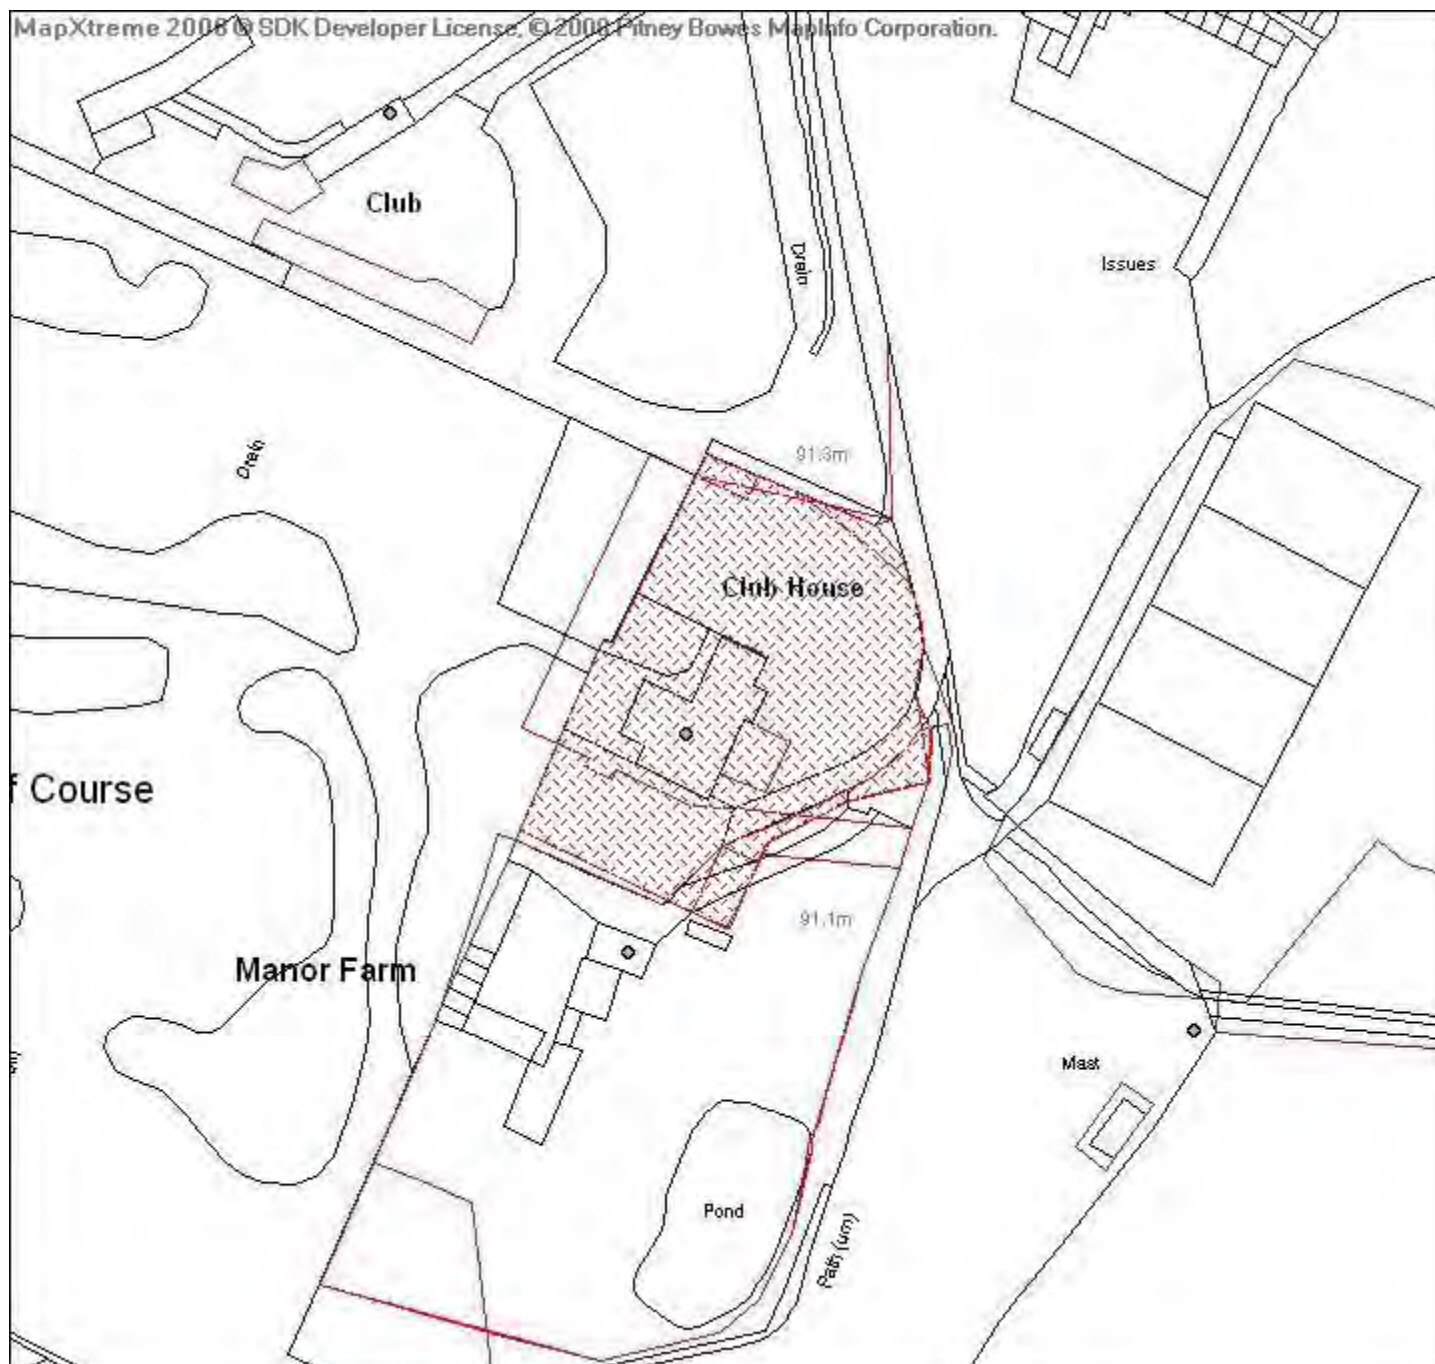 MapXtreme 2008 ® SDK Developer License, © 2008 Pitney Bowes MapInfo Corporation.
Club
Drain
Issues
Drain
91.3m
Club House
f Course
91.1m
Manor Farm
Mast
Pond
Path (um)